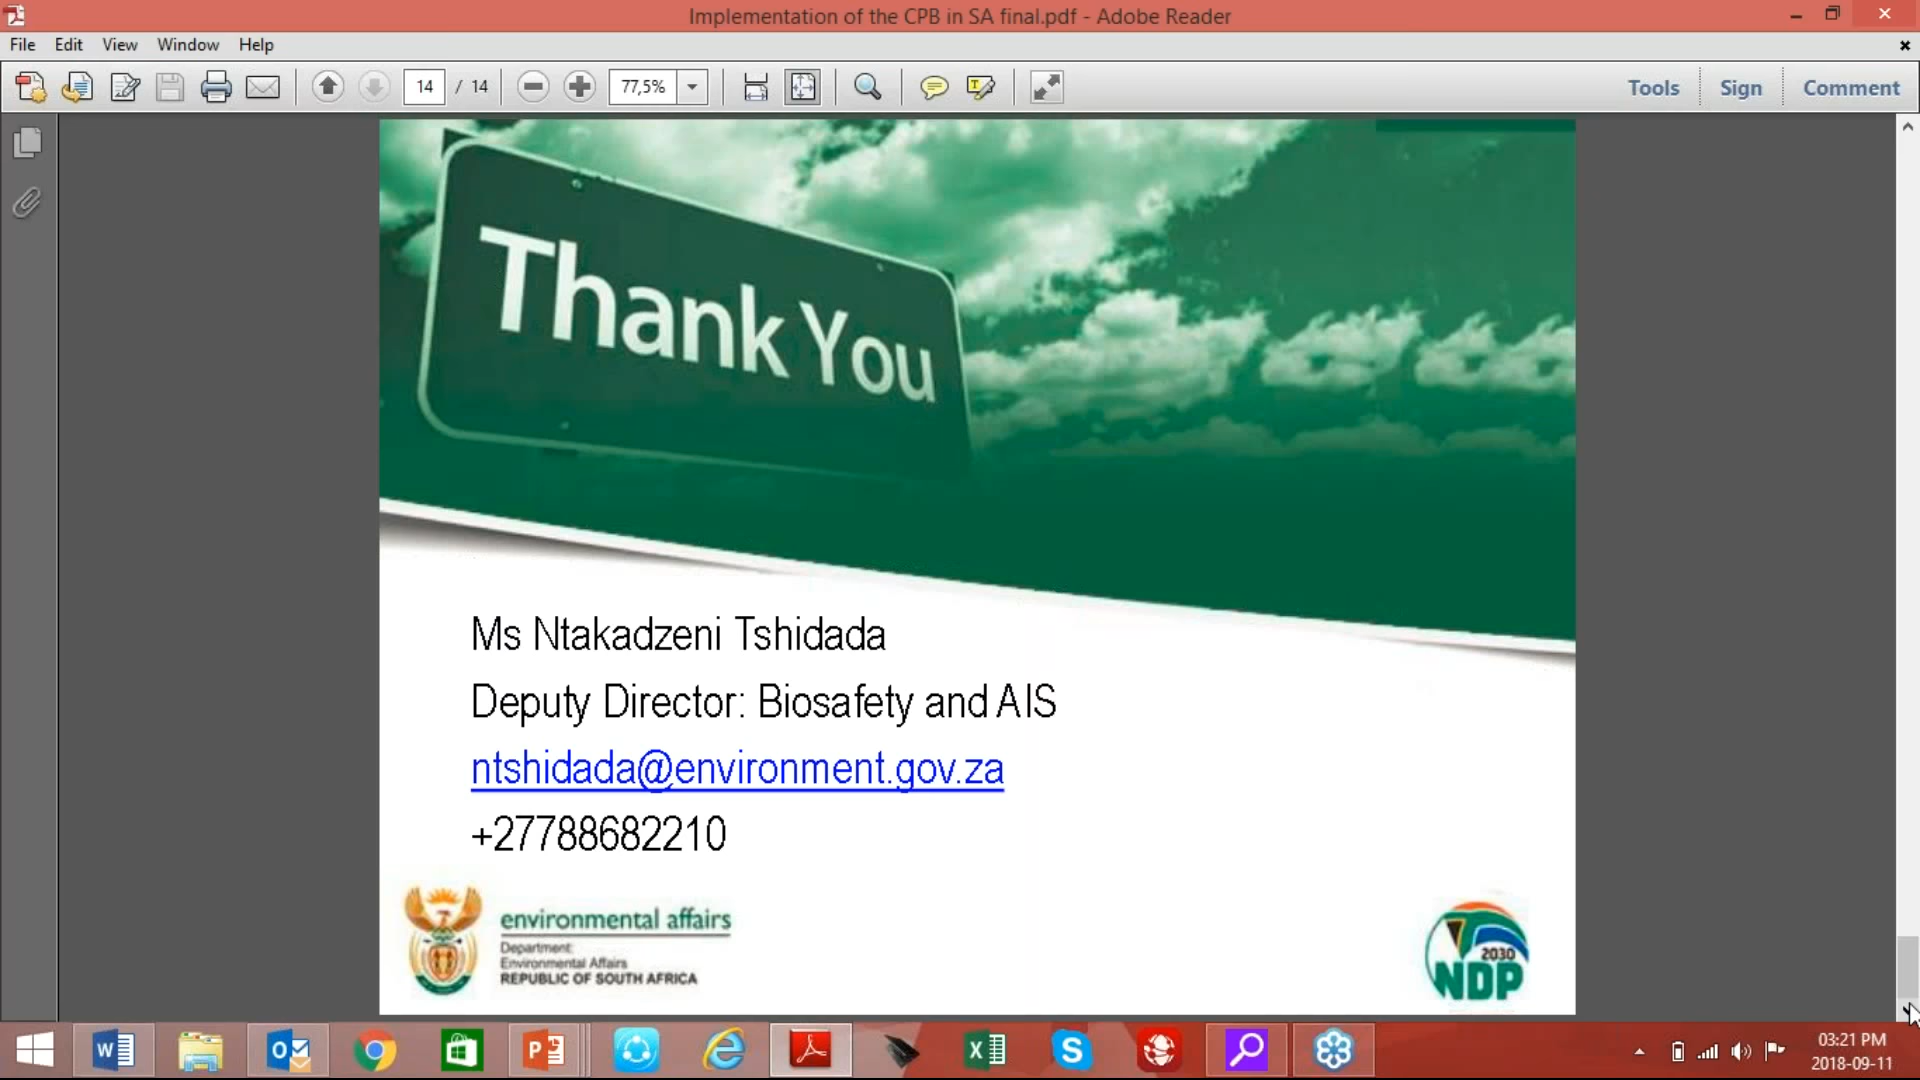 Implementation of the CPB in SA final.pdf - Adobe Reader
File Edit View Window Help
14 / 14 77,5% Tools Sign Comment
Thank You
Ms Ntakadzeni Tshidada
Deputy Director: Biosafety and AIS
ntshidada@environment.gov.za
+27788682210
environmental affairs
Department:
Environmental Affairs
REPUBLIC OF SOUTH AFRICA
2030
NDP
03:21 PM
2018-09-11